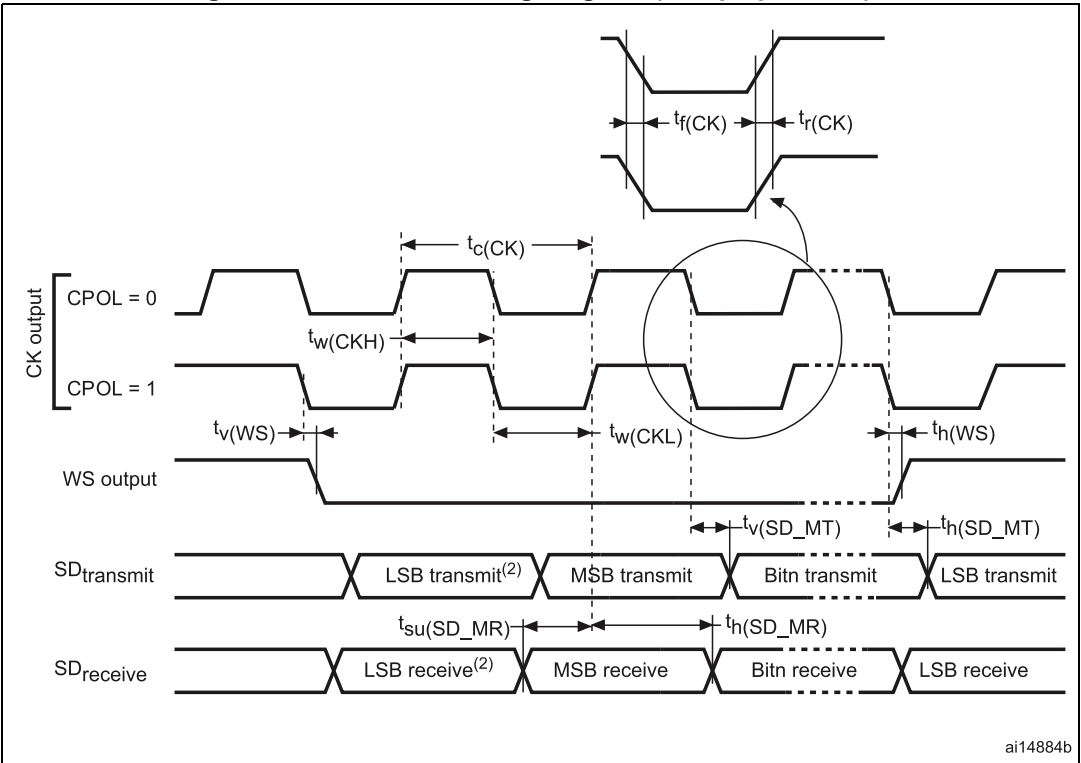 tf(CK)
tr(CK)
tc(CK)
CK output
CPOL = 0
tw(CKH)
CPOL = 1
tv(WS)
tw(CKL)
th(WS)
WS output
tv(SD_MT)
th(SD_MT)
SDtransmit
LSB transmit(2)
MSB transmit
Bitn transmit
LSB transmit
tsu(SD_MR)
th(SD_MR)
SDreceive
LSB receive(2)
MSB receive
Bitn receive
LSB receive
ai14884b